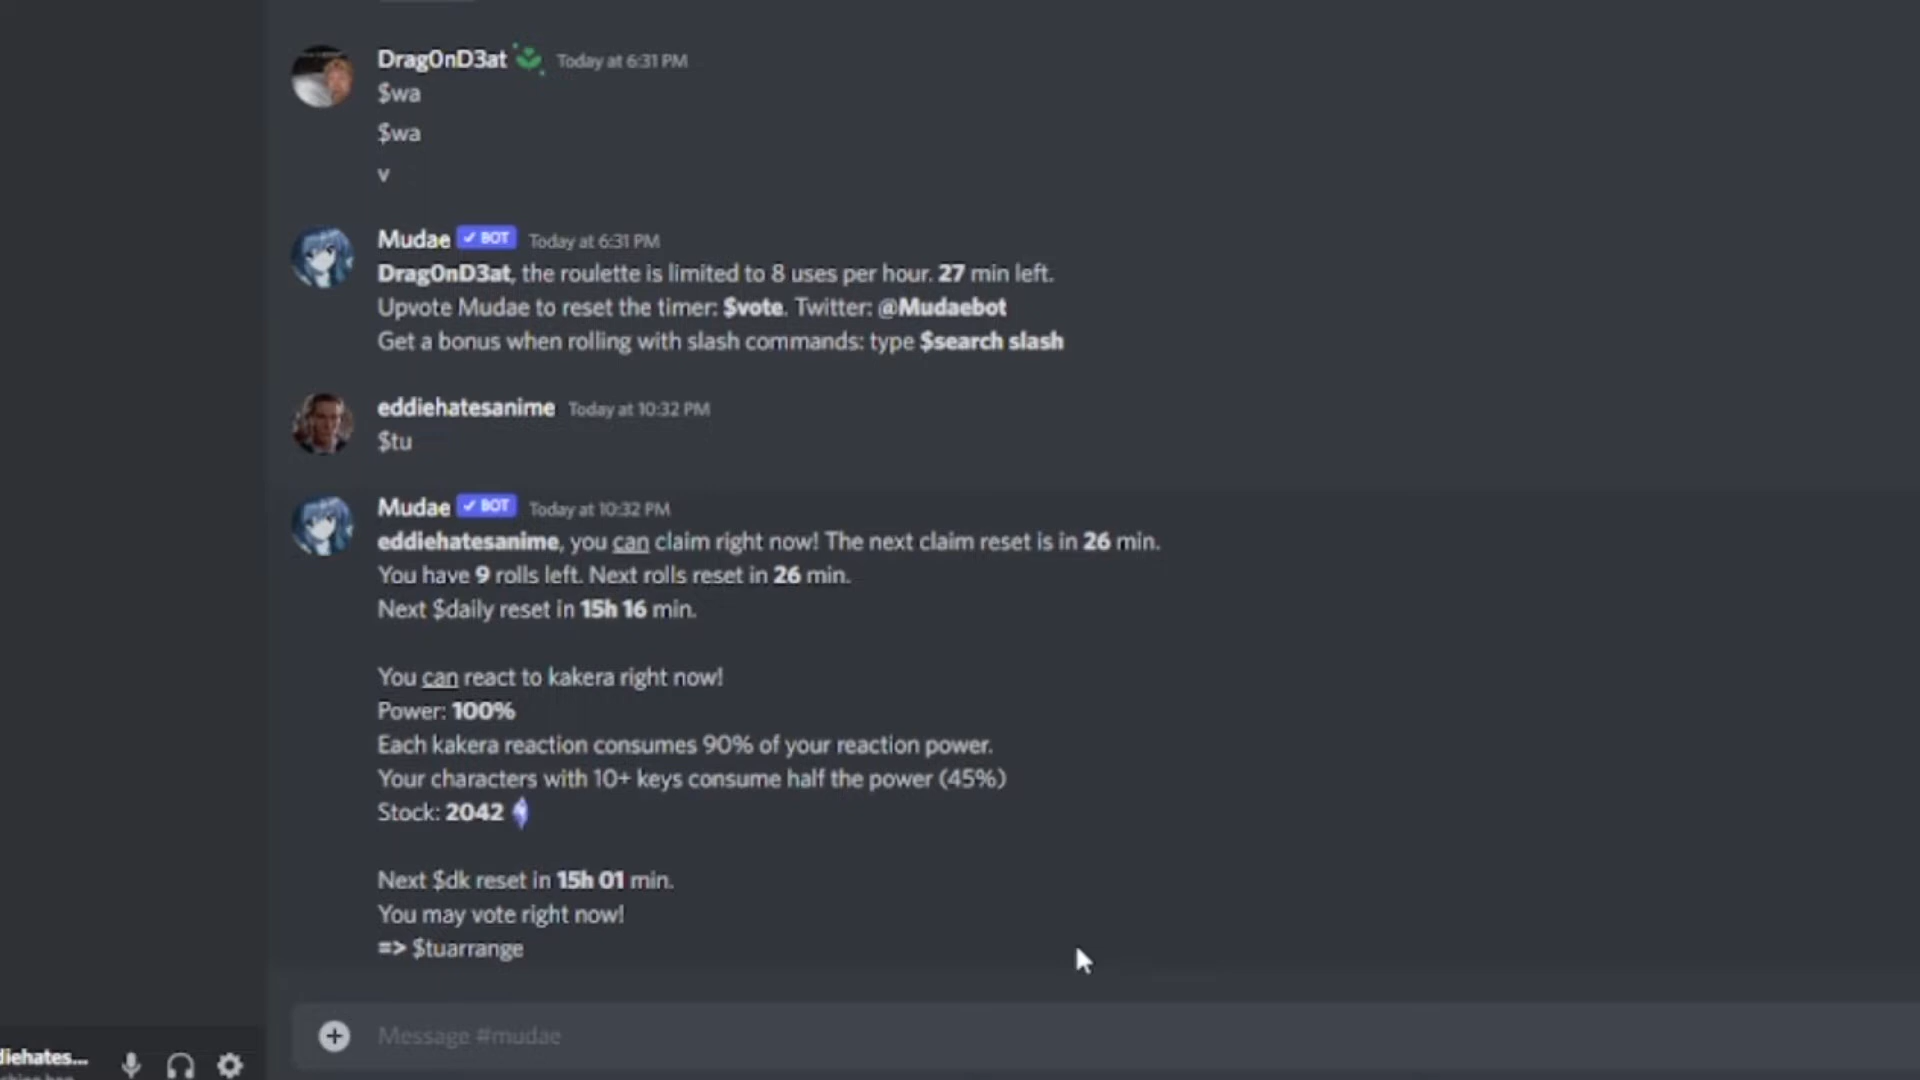 Drag0nD3at Today at 6:31 PM
$wa
$wa
v
Mudae ✓ BOT Today at 6:31 PM
Drag0nD3at, the roulette is limited to 8 uses per hour. 27 min left.
Upvote Mudae to reset the timer: $vote. Twitter: @Mudaebot
Get a bonus when rolling with slash commands: type $search slash
eddiehatesanime Today at 10:32 PM
$tu
Mudae ✓ BOT Today at 10:32 PM
eddiehatesanime, you can claim right now! The next claim reset is in 26 min.
You have 9 rolls left. Next rolls reset in 26 min.
Next $daily reset in 15h 16 min.
You can react to kakera right now!
Power: 100%
Each kakera reaction consumes 90% of your reaction power.
Your characters with 10+ keys consume half the power (45%)
Stock: 2042
Next $dk reset in 15h 01 min.
You may vote right now!
=> $tuarrange
Message #mudae
diehates...